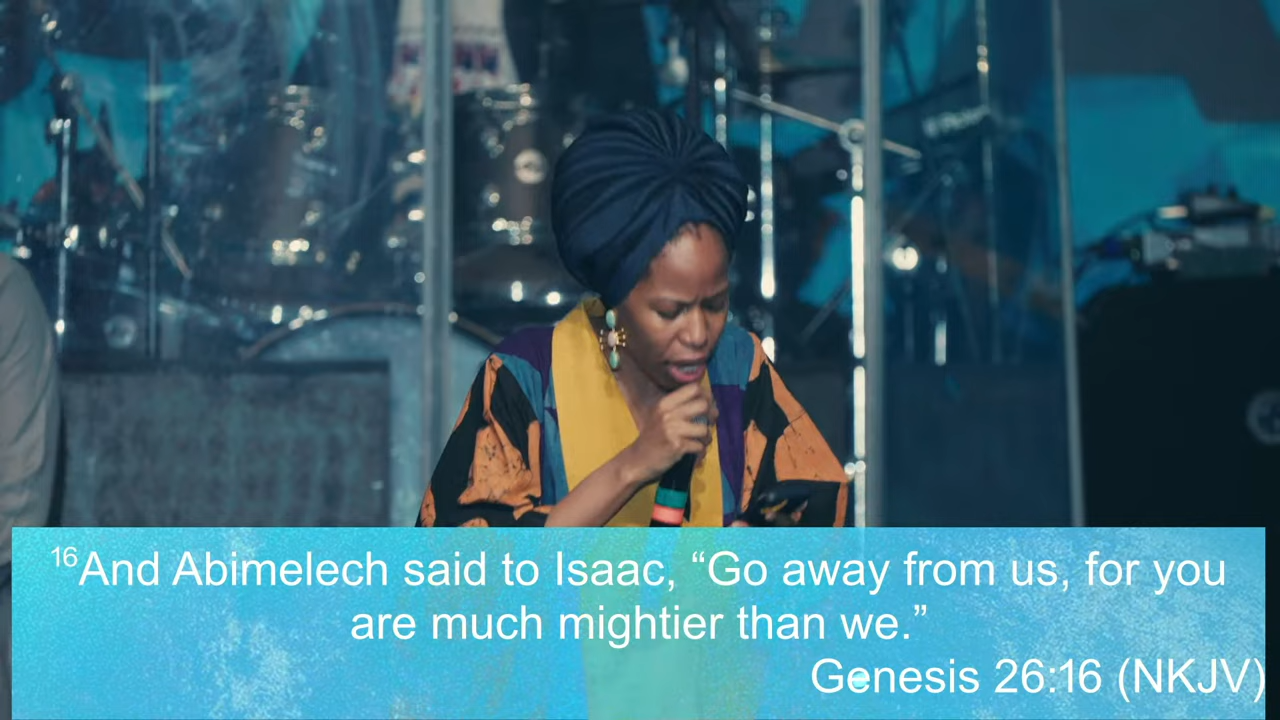 ¹⁶And Abimelech said to Isaac, “Go away from us, for you
are much mightier than we.”
Genesis 26:16 (NKJV)